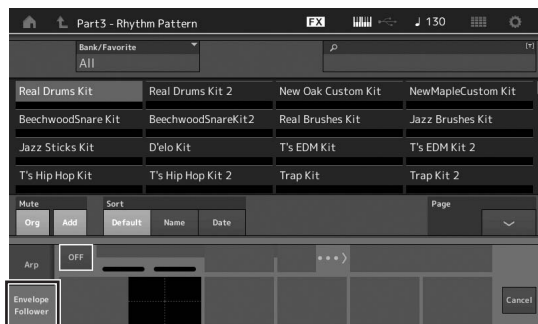 Part3 - Rhythm Pattern FX ♩ 130
Bank/Favorite
All
[T]
Real Drums Kit Real Drums Kit 2 New Oak Custom Kit NewMapleCustom Kit
BeechwoodSnare Kit BeechwoodSnareKit2 Real Brushes Kit Jazz Brushes Kit
Jazz Sticks Kit D'elo Kit T's EDM Kit T's EDM Kit 2
T's Hip Hop Kit T's Hip Hop Kit 2 Trap Kit Trap Kit 2
Mute Sort Page
Org Add Default Name Date
Arp OFF
Envelope
Follower
Cancel